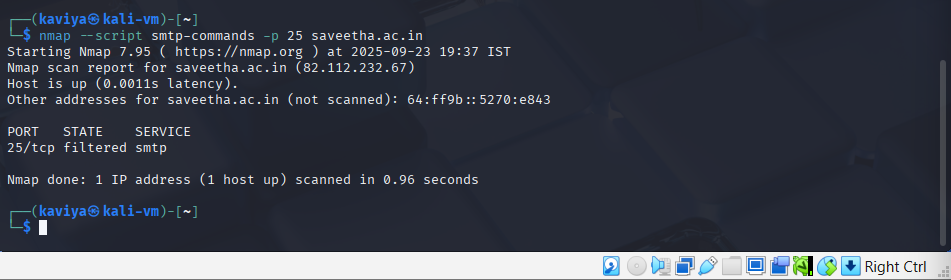 ┌──(kaviya㉿kali-vm)-[~]
└─$ nmap --script smtp-commands -p 25 saveetha.ac.in
Starting Nmap 7.95 ( https://nmap.org ) at 2025-09-23 19:37 IST
Nmap scan report for saveetha.ac.in (82.112.232.67)
Host is up (0.0011s latency).
Other addresses for saveetha.ac.in (not scanned): 64:ff9b::5270:e843
PORT   STATE    SERVICE
25/tcp filtered smtp
Nmap done: 1 IP address (1 host up) scanned in 0.96 seconds
┌──(kaviya㉿kali-vm)-[~]
└─$
Right Ctrl